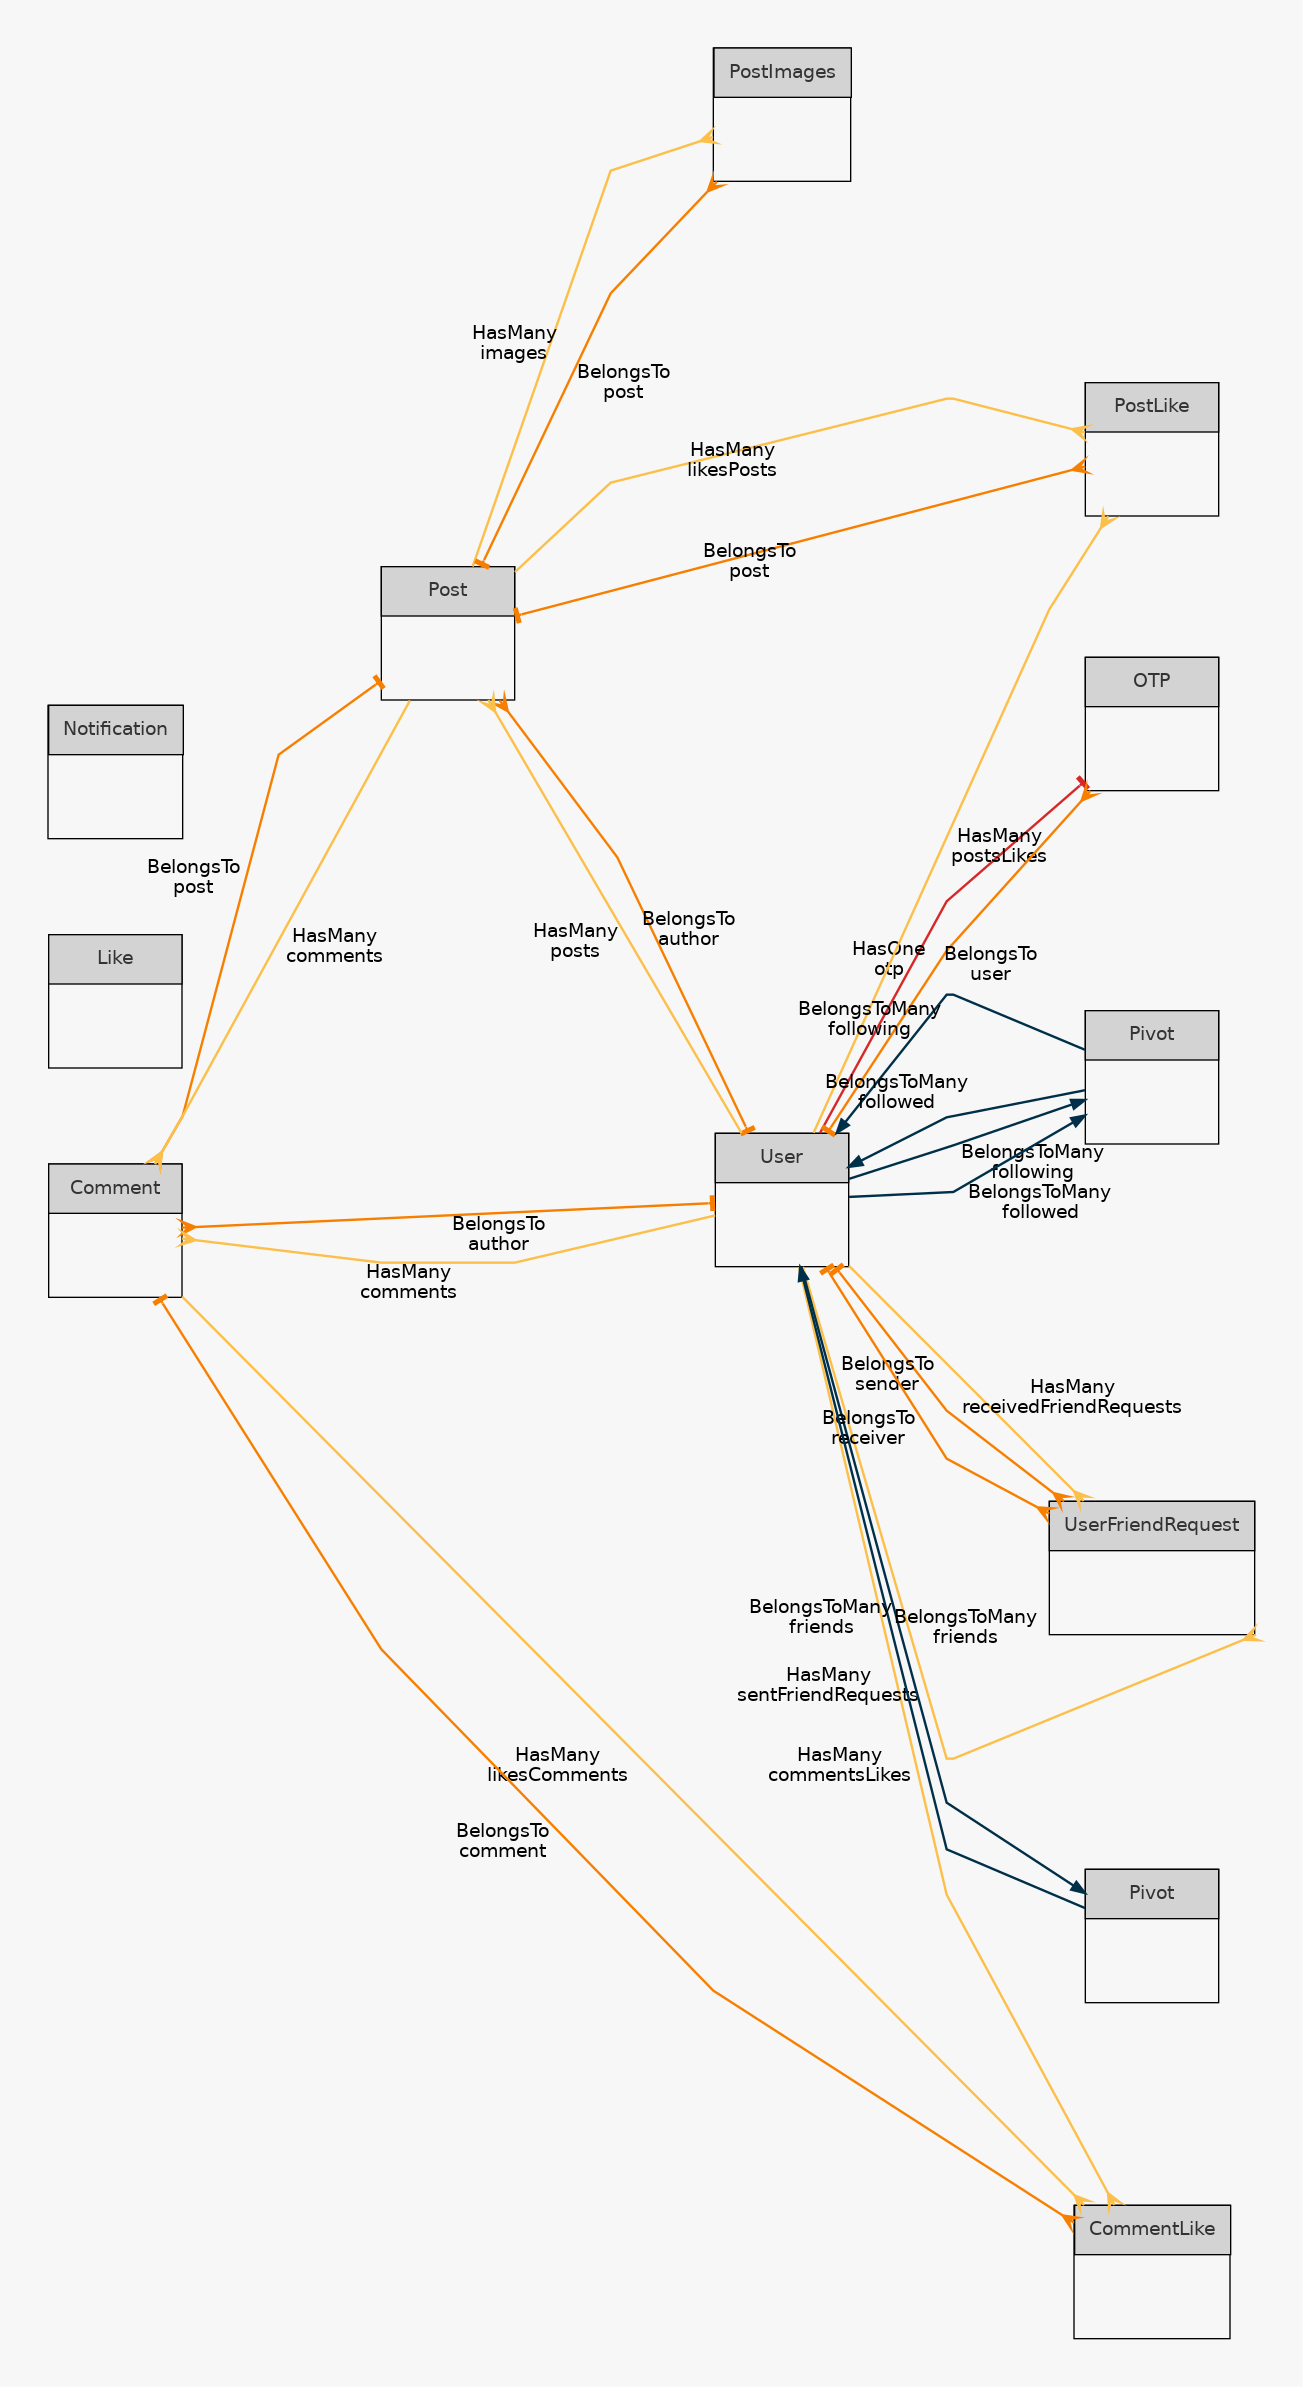 PostImages
HasMany
images
BelongsTo
post
PostLike
HasMany
likesPosts
BelongsTo
post
Post
OTP
Notification
HasMany
postsLikes
BelongsTo
post
HasMany
comments
HasMany
posts
BelongsTo
author
HasOne
otp
BelongsTo
user
Like
BelongsToMany
following
Pivot
BelongsToMany
followed
User
BelongsToMany
following
BelongsToMany
followed
Comment
BelongsTo
author
HasMany
comments
BelongsTo
sender
HasMany
receivedFriendRequests
BelongsTo
receiver
UserFriendRequest
BelongsToMany
friends
BelongsToMany
friends
HasMany
sentFriendRequests
HasMany
likesComments
HasMany
commentsLikes
BelongsTo
comment
Pivot
CommentLike